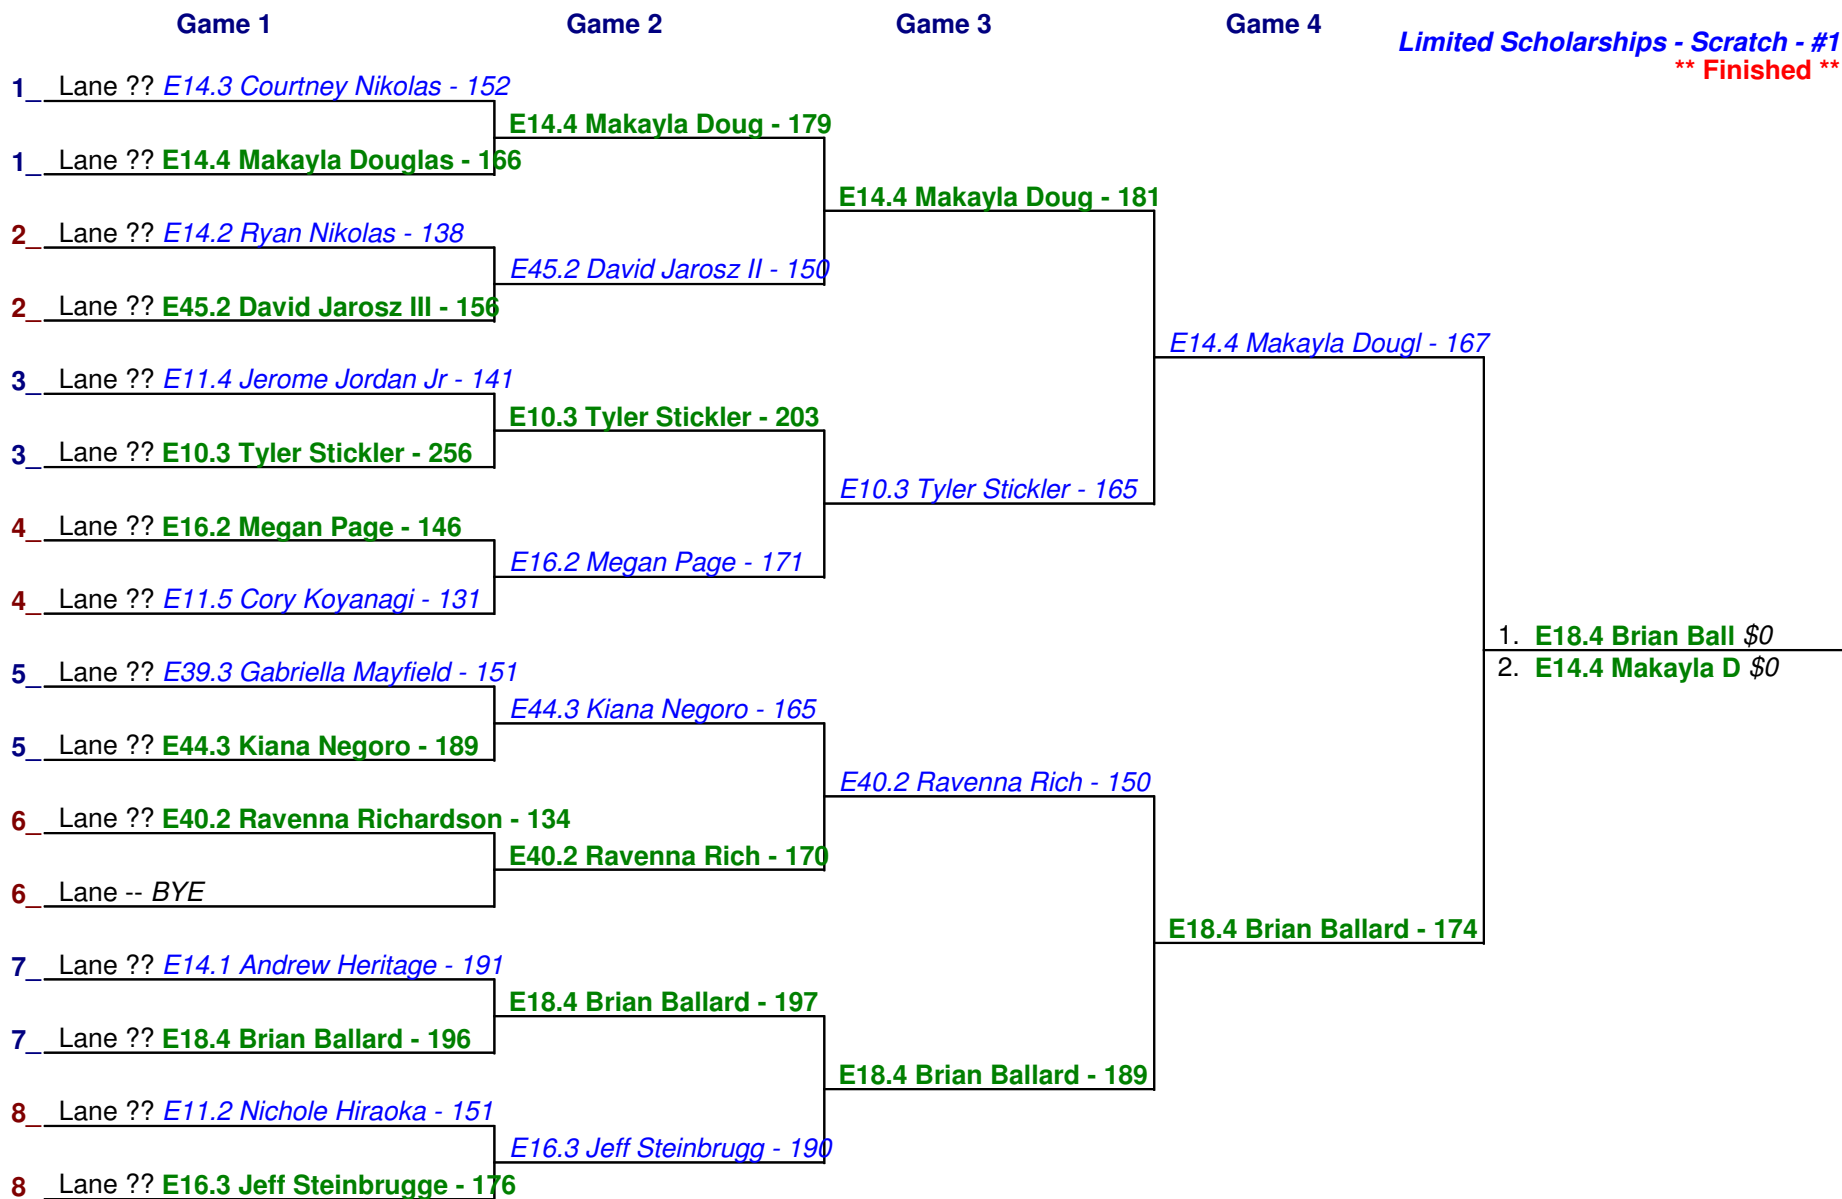 Game 1 Game 2 Game 3 Game 4
Limited Scholarships - Scratch - #1
** Finished **
1_ Lane ?? E14.3 Courtney Nikolas - 152
E14.4 Makayla Doug - 179
1_ Lane ?? E14.4 Makayla Douglas - 166
E14.4 Makayla Doug - 181
2_ Lane ?? E14.2 Ryan Nikolas - 138
E45.2 David Jarosz II - 150
2_ Lane ?? E45.2 David Jarosz III - 156
E14.4 Makayla Dougl - 167
3_ Lane ?? E11.4 Jerome Jordan Jr - 141
E10.3 Tyler Stickler - 203
3_ Lane ?? E10.3 Tyler Stickler - 256
E10.3 Tyler Stickler - 165
4_ Lane ?? E16.2 Megan Page - 146
E16.2 Megan Page - 171
4_ Lane ?? E11.5 Cory Koyanagi - 131
1. E18.4 Brian Ball $0
2. E14.4 Makayla D $0
5_ Lane ?? E39.3 Gabriella Mayfield - 151
E44.3 Kiana Negoro - 165
5_ Lane ?? E44.3 Kiana Negoro - 189
E40.2 Ravenna Rich - 150
6_ Lane ?? E40.2 Ravenna Richardson - 134
E40.2 Ravenna Rich - 170
6_ Lane -- BYE
E18.4 Brian Ballard - 174
7_ Lane ?? E14.1 Andrew Heritage - 191
E18.4 Brian Ballard - 197
7_ Lane ?? E18.4 Brian Ballard - 196
E18.4 Brian Ballard - 189
8_ Lane ?? E11.2 Nichole Hiraoka - 151
E16.3 Jeff Steinbrugg - 190
8 Lane ?? E16.3 Jeff Steinbrugge - 176